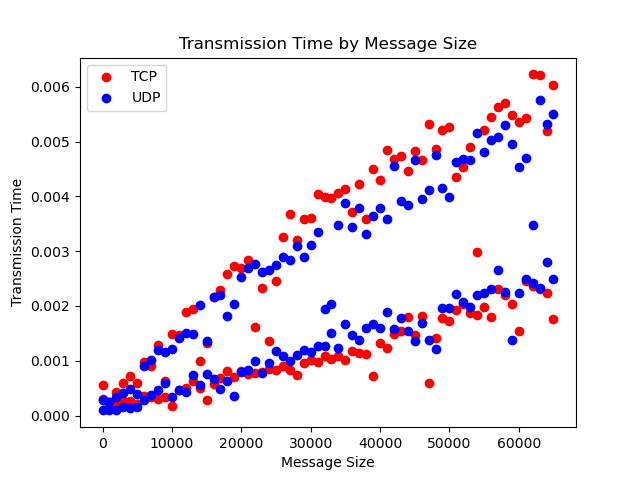 Transmission Time by Message Size
TCP
UDP
Transmission Time
0.006
0.005
0.004
0.003
0.002
0.001
0.000
0 10000 20000 30000 40000 50000 60000
Message Size